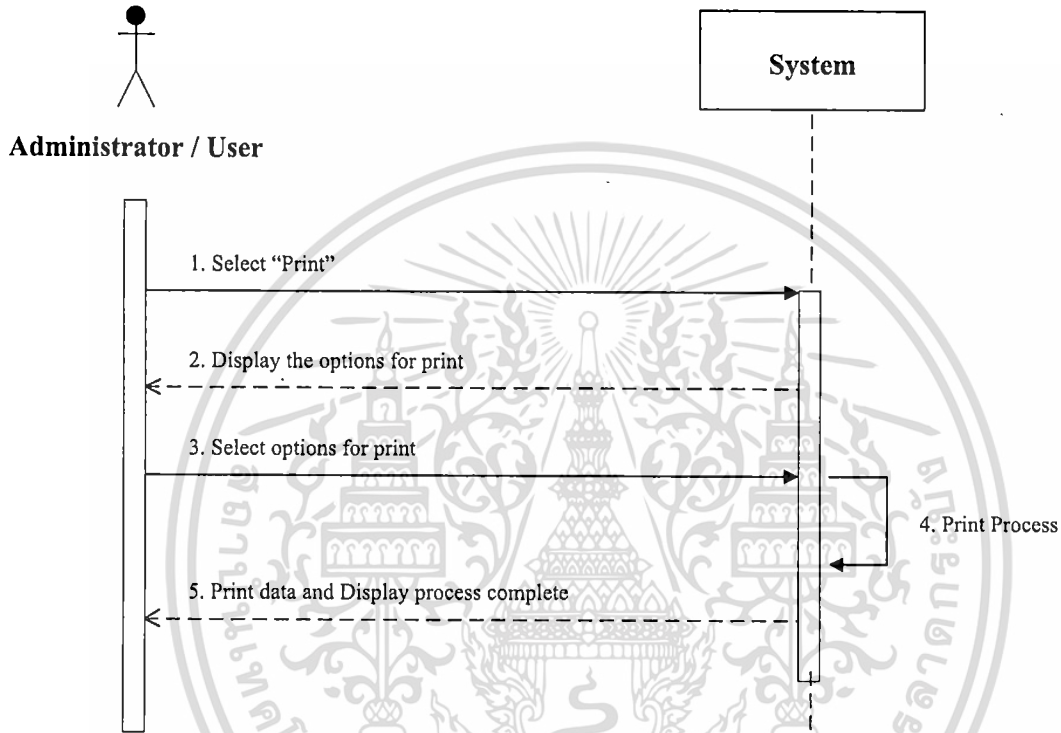 System
Administrator / User
1. Select “Print”
2. Display the options for print
3. Select options for print
4. Print Process
5. Print data and Display process complete